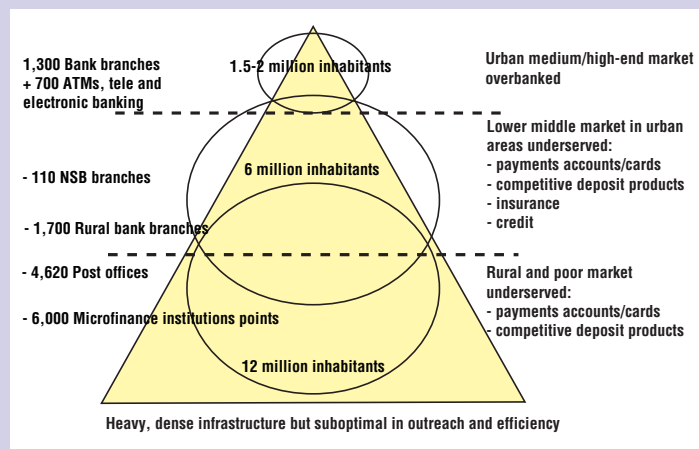 1,300 Bank branches
+ 700 ATMs, tele and
electronic banking
1.5-2 million inhabitants
Urban medium/high-end market
overbanked
- 110 NSB branches
- 1,700 Rural bank branches
6 million inhabitants
Lower middle market in urban
areas underserved:
- payments accounts/cards
- competitive deposit products
- insurance
- credit
- 4,620 Post offices
- 6,000 Microfinance institutions points
12 million inhabitants
Rural and poor market
underserved:
- payments accounts/cards
- competitive deposit products
Heavy, dense infrastructure but suboptimal in outreach and efficiency